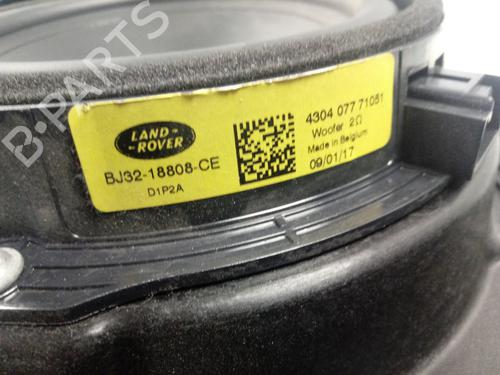 B-PARTS
LAND-
-ROVER
BJ32-18808-CE
D1P2A
4304 077 71051
Woofer 2Ω
Made in Belgium
09/01/17